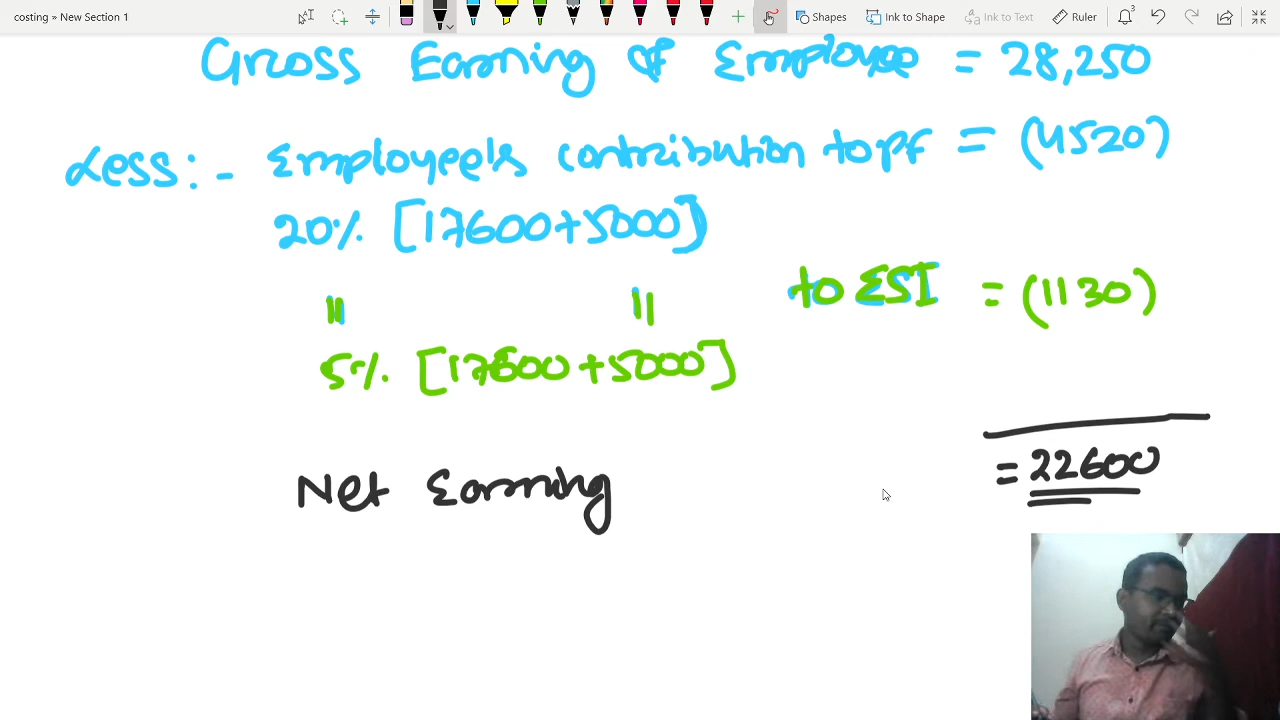 costing » New Section 1
Shapes Ink to Shape Ink to Text Ruler
Gross Earning of Employee = 28,250
Less:- Employee's contribution to pf = (4520)
20% [17600+5000]
" " to ESI = (1130)
5% [17600+5000]
Net Earning = 22600